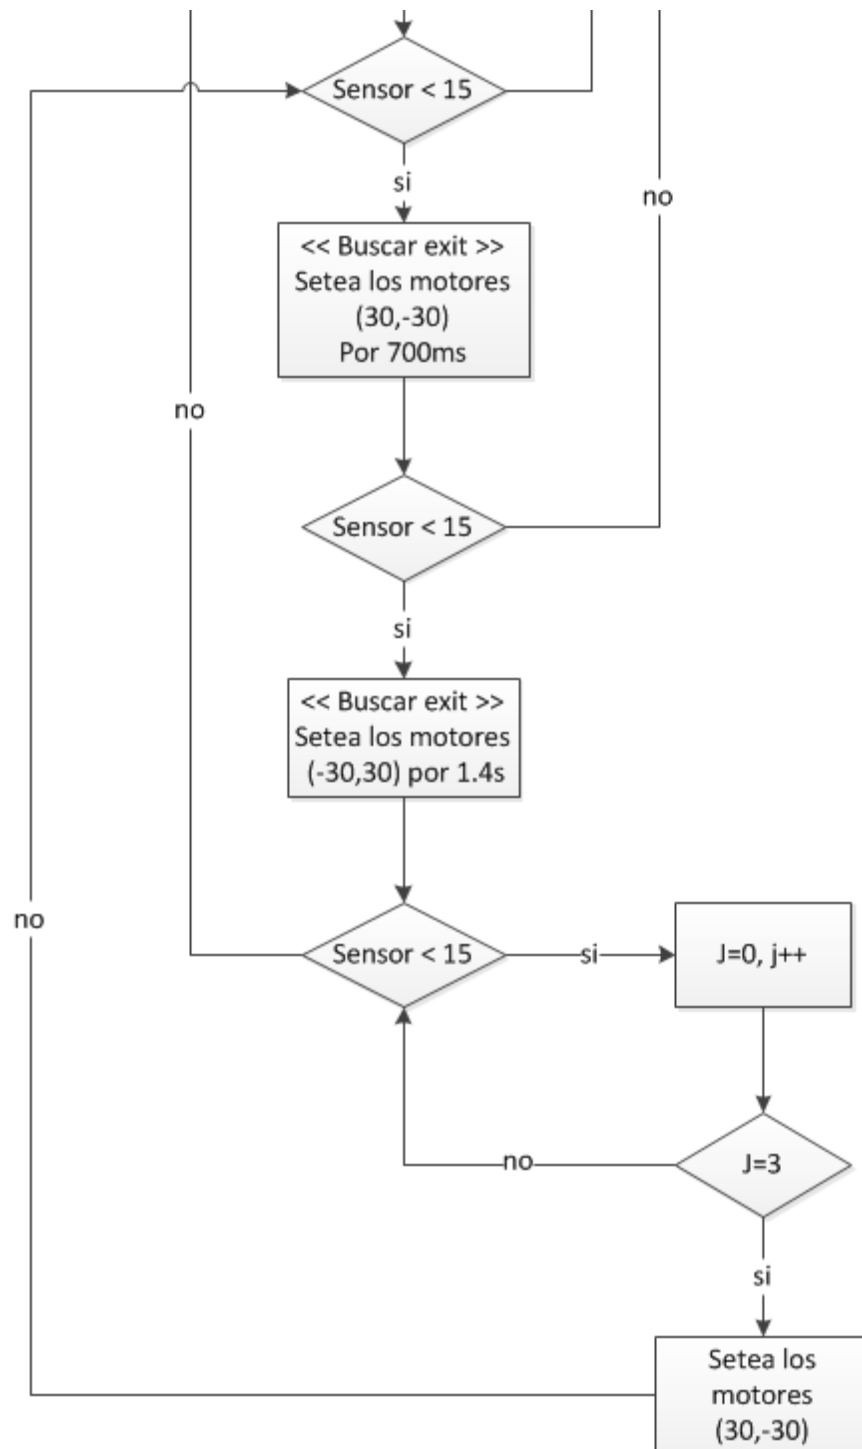 Sensor < 15
si
no
<< Buscar exit >>
Setea los motores
(30,-30)
Por 700ms
no
Sensor < 15
si
<< Buscar exit >>
Setea los motores
(-30,30) por 1.4s
no
Sensor < 15
si
J=0, j++
no
J=3
si
Setea los
motores
(30,-30)